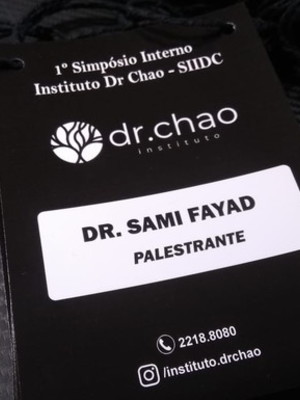 1º Simpósio Interno
Instituto Dr Chao - SIIDC
dr.chao
instituto
DR. SAMI FAYAD
PALESTRANTE
2218.8080
/instituto.drchao